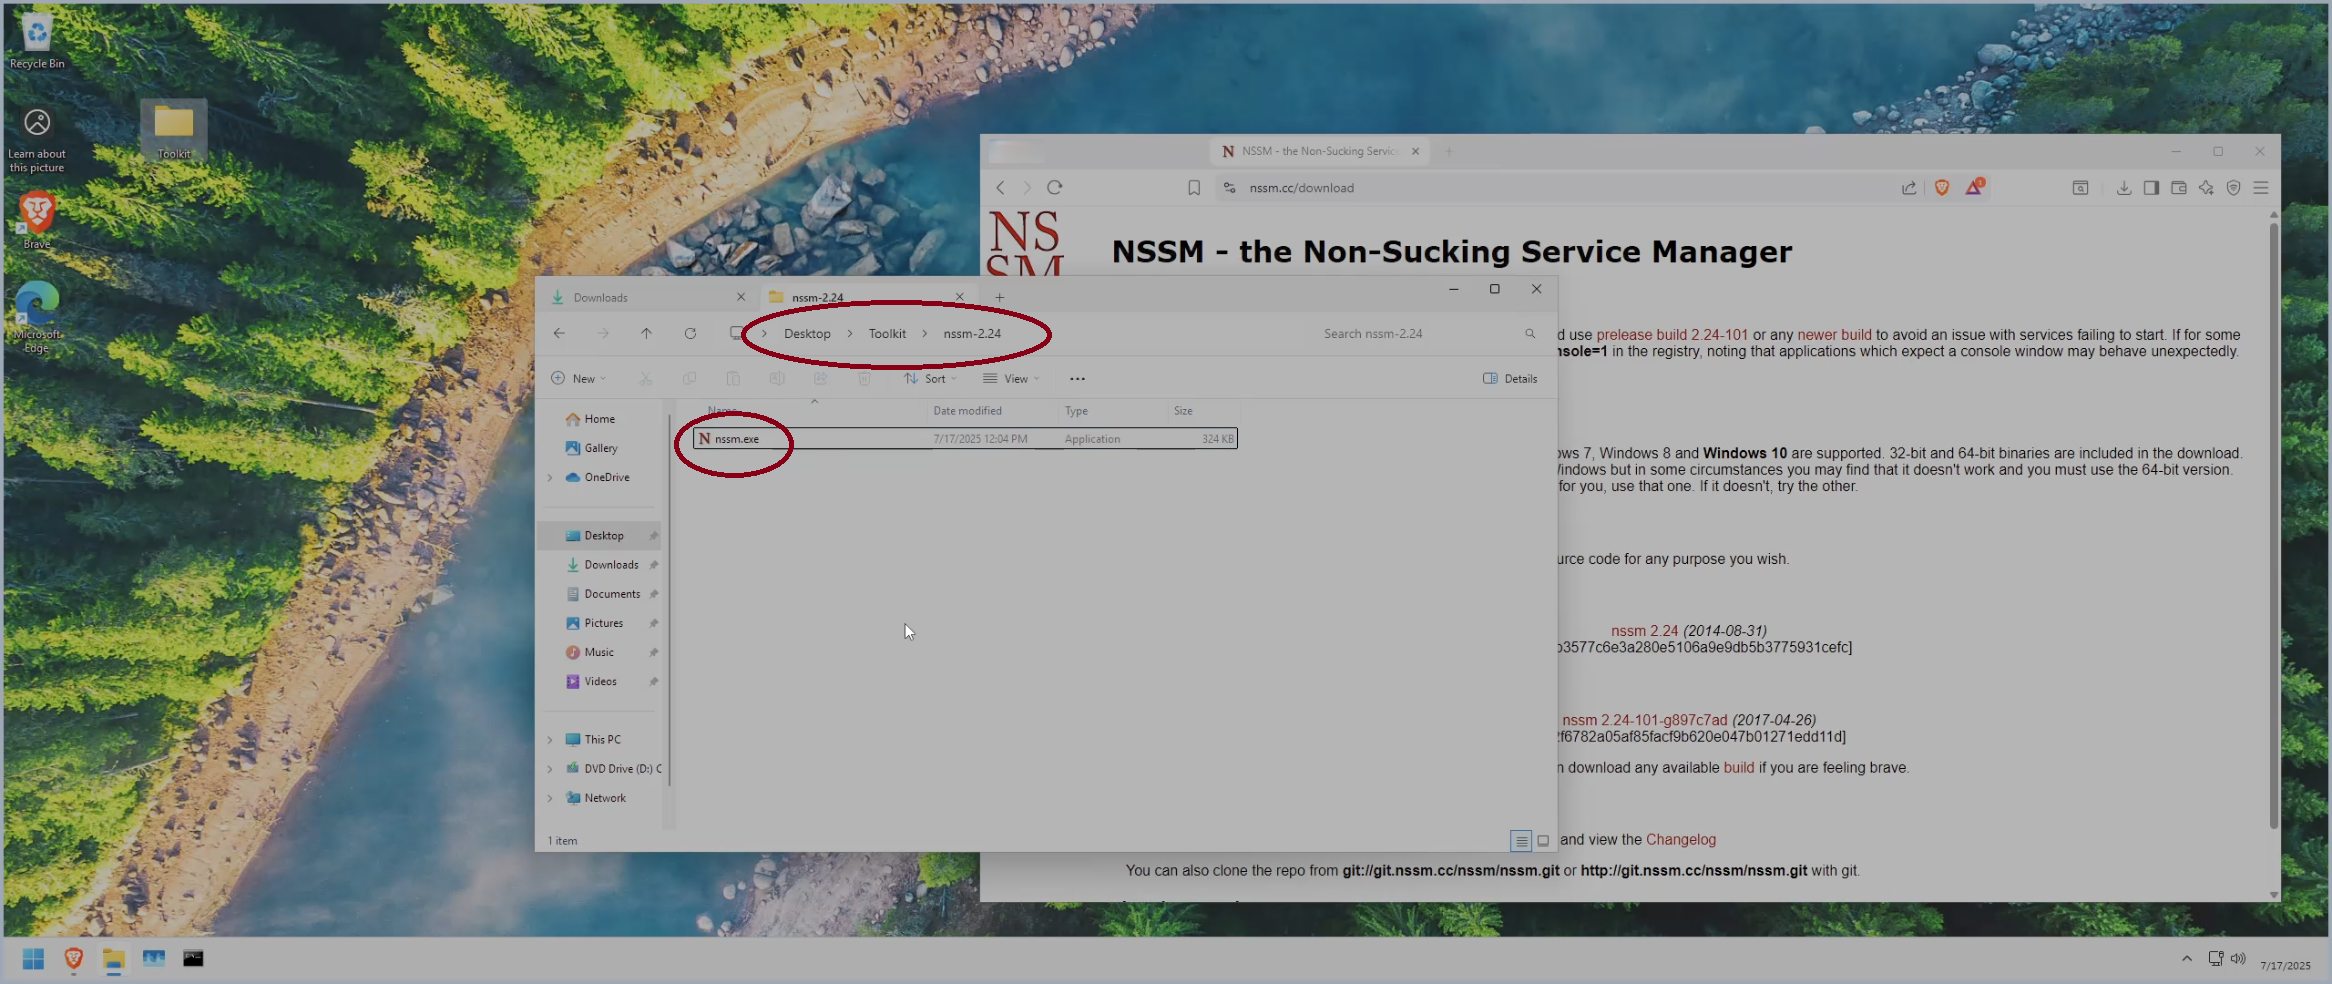 Recycle Bin
Learn about
this picture
Toolkit
Brave
Microsoft
Edge
NSSM - the Non-Sucking Servic
nssm.cc/download
NS
SM
NSSM - the Non-Sucking Service Manager
d use prelease build 2.24-101 or any newer build to avoid an issue with services failing to start. If for some
nsole=1 in the registry, noting that applications which expect a console window may behave unexpectedly.
ows 7, Windows 8 and Windows 10 are supported. 32-bit and 64-bit binaries are included in the download.
Windows but in some circumstances you may find that it doesn't work and you must use the 64-bit version.
for you, use that one. If it doesn't, try the other.
urce code for any purpose you wish.
nssm 2.24 (2014-08-31)
b3577c6e3a280e5106a9e9db5b3775931cefc]
nssm 2.24-101-g897c7ad (2017-04-26)
2f6782a05af85facf9b620e047b01271edd11d]
n download any available build if you are feeling brave.
and view the Changelog
You can also clone the repo from git://git.nssm.cc/nssm/nssm.git or http://git.nssm.cc/nssm/nssm.git with git.
Downloads
nssm-2.24
Desktop > Toolkit > nssm-2.24
Search nssm-2.24
New
Sort
View
Details
Home
Gallery
OneDrive
Desktop
Downloads
Documents
Pictures
Music
Videos
This PC
DVD Drive (D:) C
Network
Name
Date modified
Type
Size
nssm.exe
7/17/2025 12:04 PM
Application
324 KB
1 item
7/17/2025